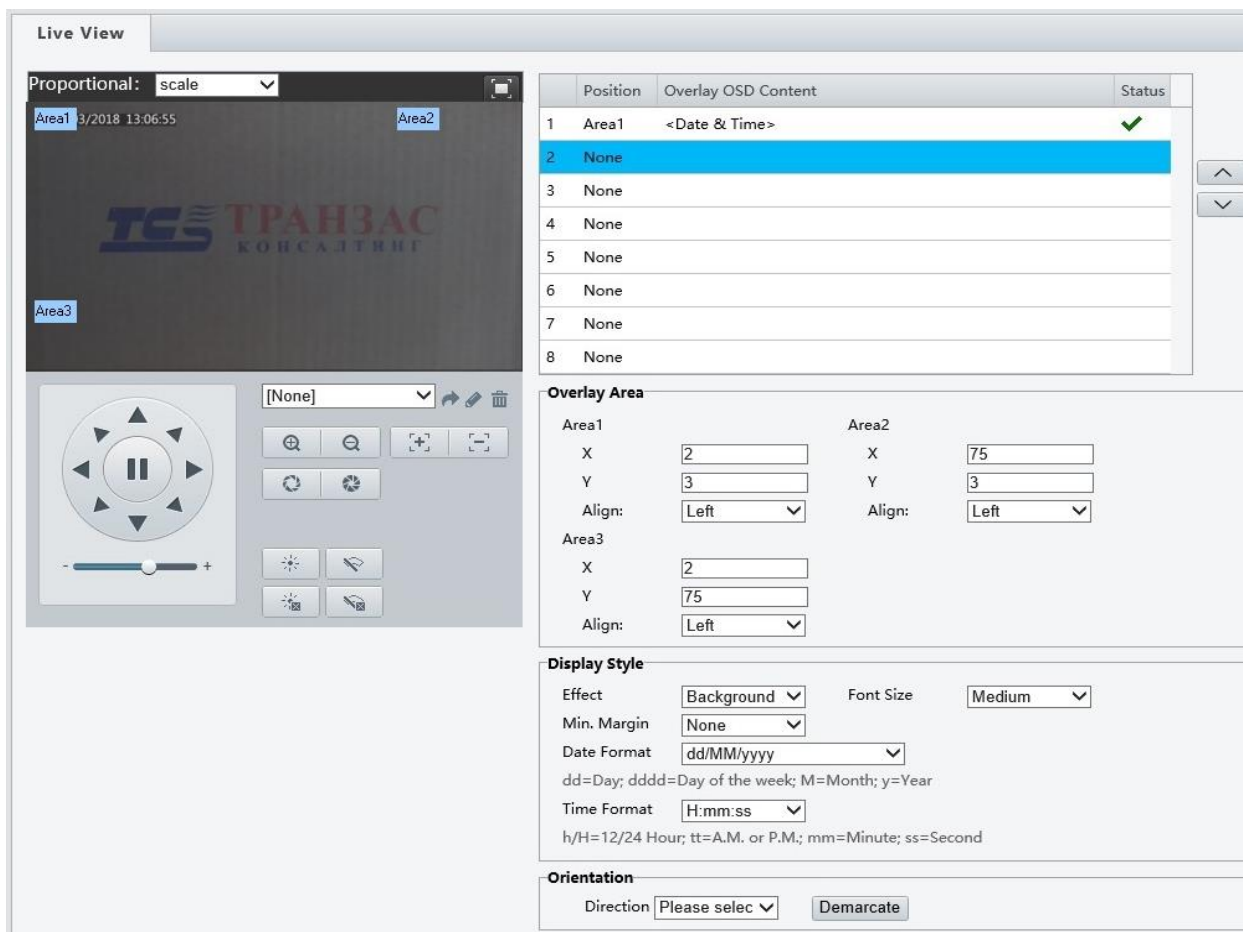 Live View
Proportional: scale
Area1 3/2018 13:06:55 Area2
TCS ТРАНЗАС
КОНСАЛТИНГ
Area3
[None]
- +
Position Overlay OSD Content Status
1 Area1 <Date & Time>
2 None
3 None
4 None
5 None
6 None
7 None
8 None
Overlay Area
Area1 Area2
X 2 X 75
Y 3 Y 3
Align: Left Align: Left
Area3
X 2
Y 75
Align: Left
Display Style
Effect Background Font Size Medium
Min. Margin None
Date Format dd/MM/yyyy
dd=Day; dddd=Day of the week; M=Month; y=Year
Time Format H:mm:ss
h/H=12/24 Hour; tt=A.M. or P.M.; mm=Minute; ss=Second
Orientation
Direction Please selec Demarcate